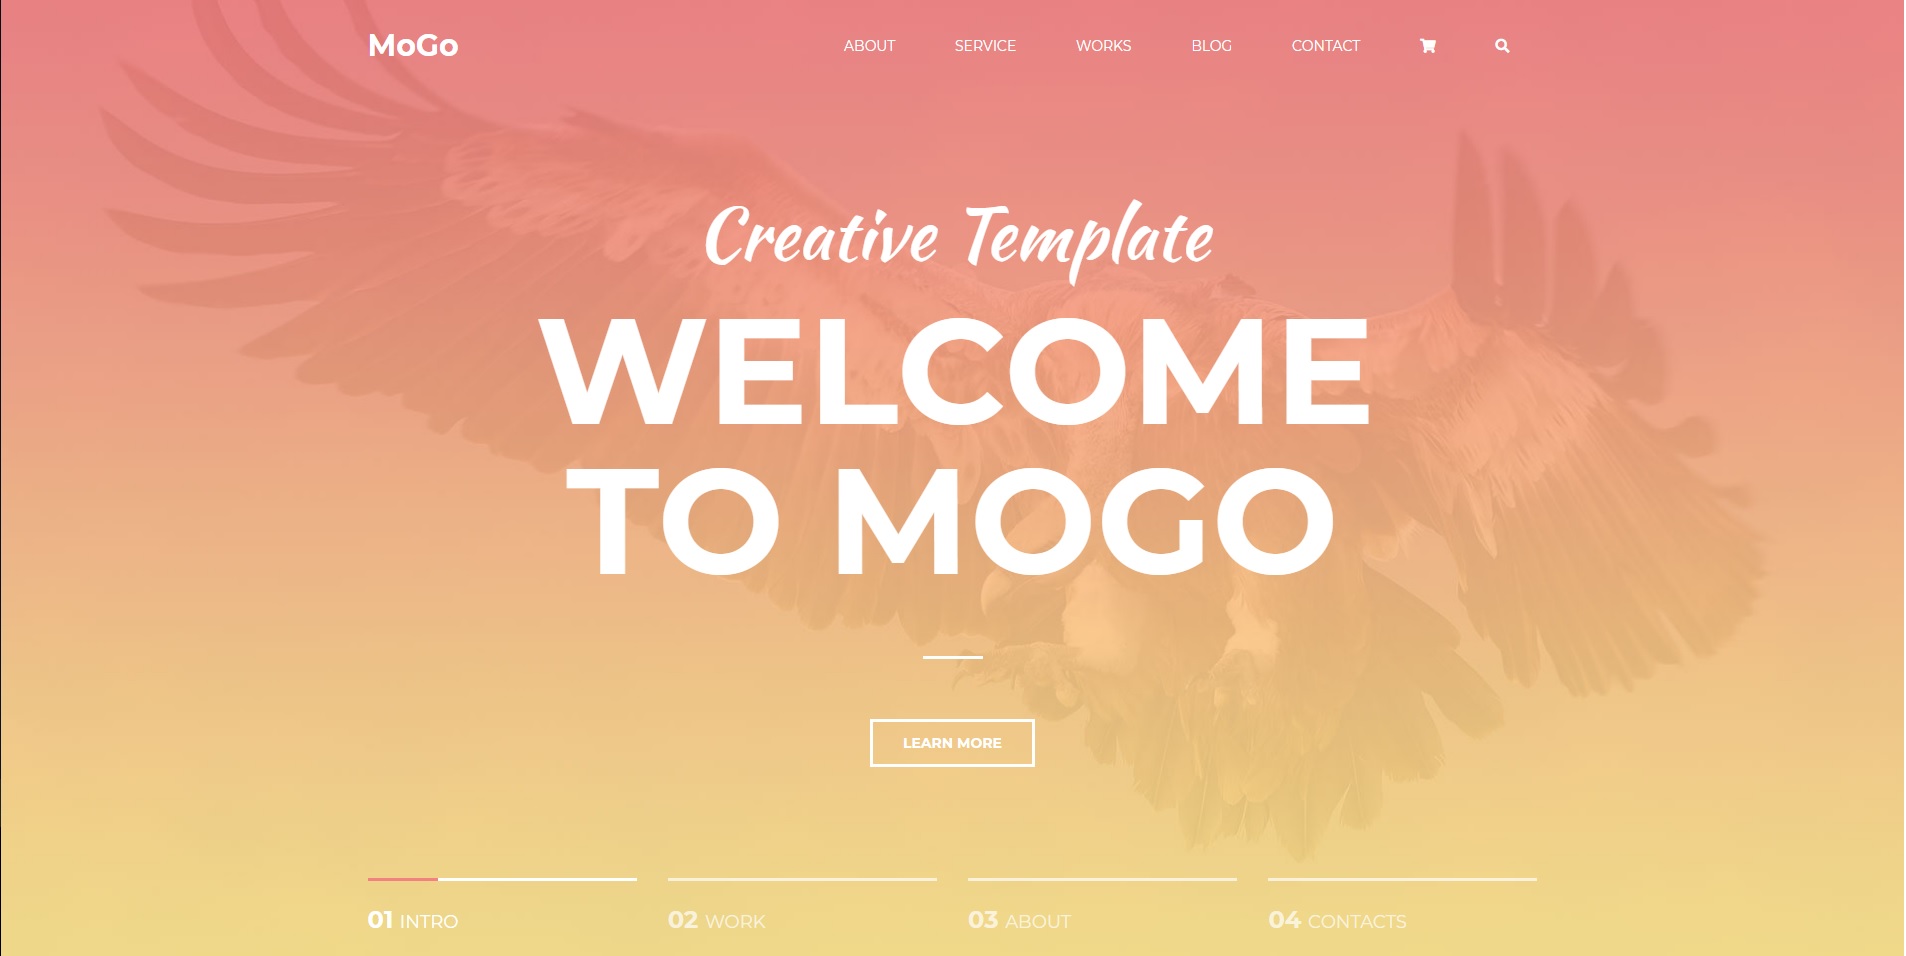 MoGo
ABOUT SERVICE WORKS BLOG CONTACT
Creative Template
WELCOME
TO MOGO
LEARN MORE
01 INTRO 02 WORK 03 ABOUT 04 CONTACTS